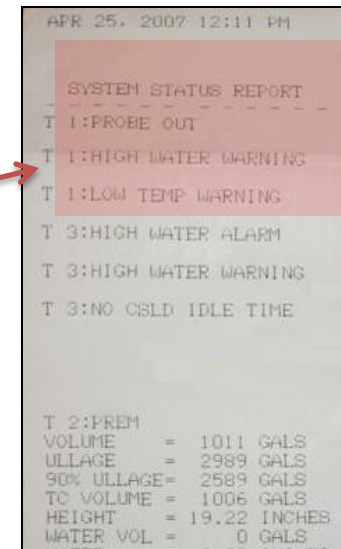 APR 25, 2007 12:11 PM
SYSTEM STATUS REPORT
- - - - - - - - - - - -
T 1:PROBE OUT
T 1:HIGH WATER WARNING
T 1:LOW TEMP WARNING
T 3:HIGH WATER ALARM
T 3:HIGH WATER WARNING
T 3:NO CSLD IDLE TIME
T 2:PREM
VOLUME = 1011 GALS
ULLAGE = 2989 GALS
90% ULLAGE= 2589 GALS
TC VOLUME = 1006 GALS
HEIGHT = 19.22 INCHES
WATER VOL = 0 GALS